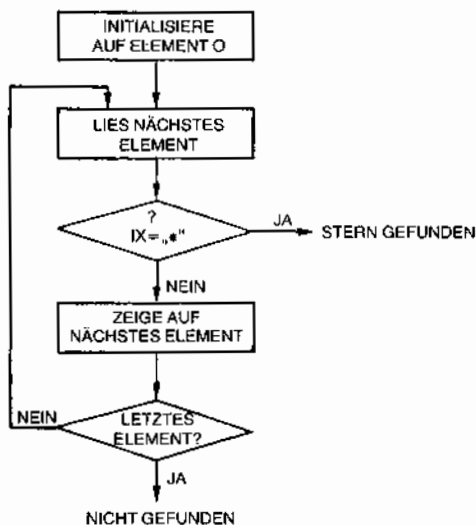 INITIALISIERE
AUF ELEMENT O
LIES NÄCHSTES
ELEMENT
?
IX = „*"
JA
STERN GEFUNDEN
NEIN
ZEIGE AUF
NÄCHSTES ELEMENT
NEIN
LETZTES
ELEMENT?
JA
NICHT GEFUNDEN